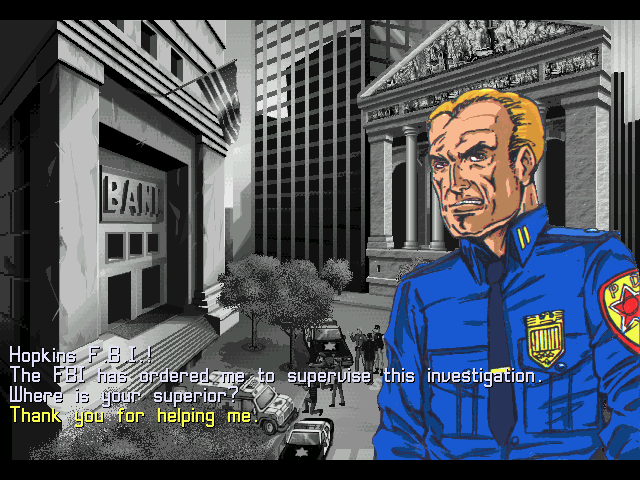 BAN
P D
Hopkins F.B.I.!
The FBI has ordered me to supervise this investigation.
Where is your superior?
Thank you for helping me.